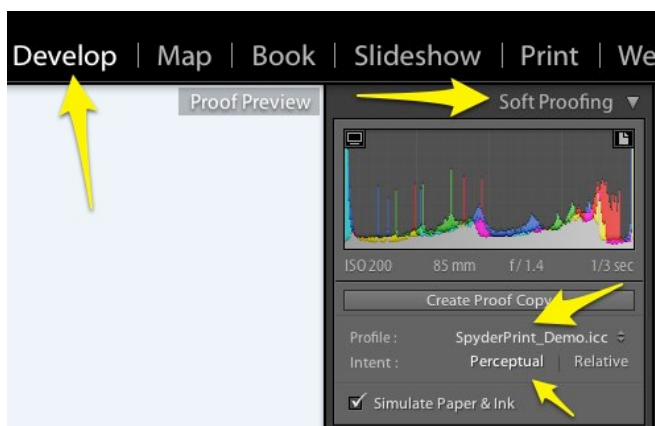 Develop | Map | Book | Slideshow | Print | We
Proof Preview
Soft Proofing
ISO 200 85 mm f / 1.4 1/3 sec
Create Proof Copy
Profile : SpyderPrint_Demo.icc
Intent : Perceptual | Relative
Simulate Paper & Ink